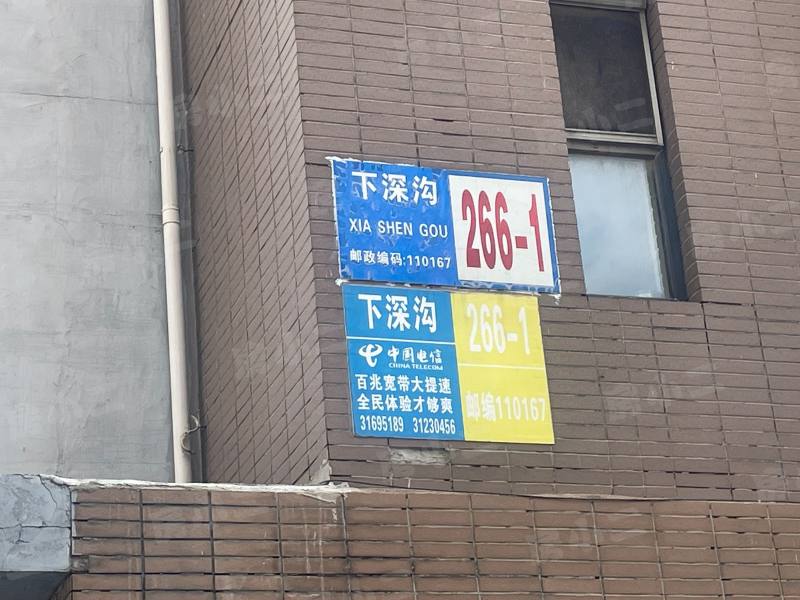 下深沟
XIA SHEN GOU
邮政编码:110167
266-1
下深沟
中国电信
CHINA TELECOM
百兆宽带大提速
全民体验才够爽
31695189 31230456
266-1
邮编110167